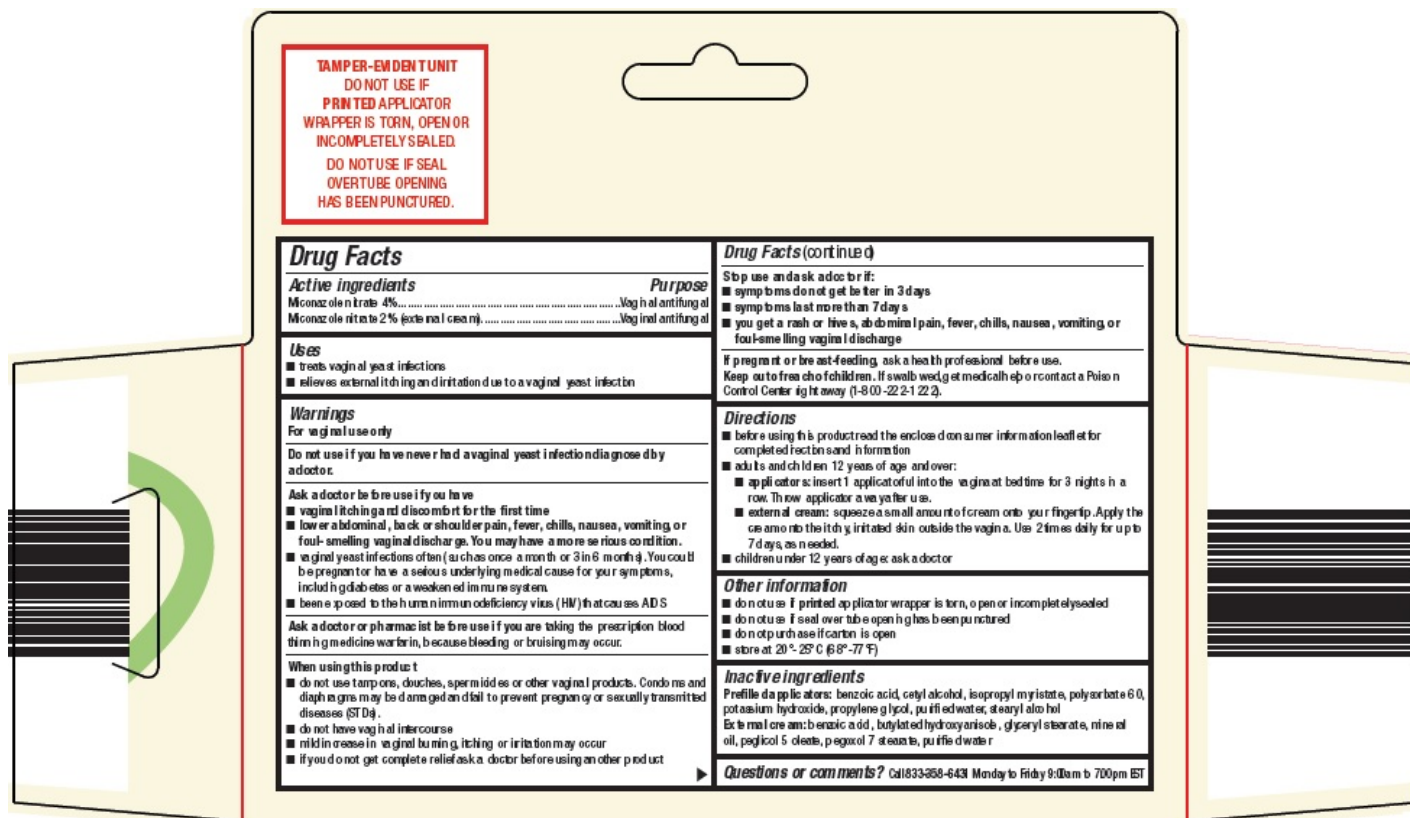 TAMPER-EVIDENT UNIT
DO NOT USE IF
PRINTED APPLICATOR
WRAPPER IS TORN, OPEN OR
INCOMPLETELY SEALED.
DO NOT USE IF SEAL
OVER TUBE OPENING
HAS BEEN PUNCTURED.
Drug Facts
Active ingredients Purpose
Miconazole nitrate 4%..........Vaginal antifungal
Miconazole nitrate 2% (external cream)..........Vaginal antifungal
Uses
■ treats vaginal yeast infections
■ relieves external itching and irritation due to a vaginal yeast infection
Warnings
For vaginal use only
Do not use if you have never had a vaginal yeast infection diagnosed by
a doctor.
Ask a doctor before use if you have
■ vaginal itching and discomfort for the first time
■ lower abdominal, back or shoulder pain, fever, chills, nausea, vomiting, or
foul-smelling vaginal discharge. You may have a more serious condition.
■ vaginal yeast infections often (such as once a month or 3 in 6 months). You could
be pregnant or have a serious underlying medical cause for your symptoms,
including diabetes or a weakened immune system.
■ been exposed to the human immunodeficiency virus (HIV) that causes AIDS
Ask a doctor or pharmacist before use if you are taking the prescription blood
thinning medicine warfarin, because bleeding or bruising may occur.
When using this product
■ do not use tampons, douches, spermicides or other vaginal products. Condoms and
diaphragms may be damaged and fail to prevent pregnancy or sexually transmitted
diseases (STDs).
■ do not have vaginal intercourse
■ mild increase in vaginal burning, itching or irritation may occur
■ if you do not get complete relief ask a doctor before using another product
Drug Facts (continued)
Stop use and ask a doctor if:
■ symptoms do not get better in 3 days
■ symptoms last more than 7 days
■ you get a rash or hives, abdominal pain, fever, chills, nausea, vomiting, or
foul-smelling vaginal discharge
If pregnant or breast-feeding, ask a health professional before use.
Keep out of reach of children. If swallowed, get medical help or contact a Poison
Control Center right away (1-800-222-1222).
Directions
■ before using this product read the enclosed consumer information leaflet for
complete directions and information
■ adults and children 12 years of age and over:
■ applicators: insert 1 applicatorful into the vagina at bedtime for 3 nights in a
row. Throw applicator away after use.
■ external cream: squeeze a small amount of cream onto your fingertip. Apply the
cream onto the itchy, irritated skin outside the vagina. Use 2 times daily for up to
7 days, as needed.
■ children under 12 years of age: ask a doctor
Other information
■ do not use if printed applicator wrapper is torn, open or incompletely sealed
■ do not use if seal over tube opening has been punctured
■ do not purchase if carton is open
■ store at 20°-25°C (68°-77°F)
Inactive ingredients
Prefilled applicators: benzoic acid, cetyl alcohol, isopropyl myristate, polysorbate 60,
potassium hydroxide, propylene glycol, purified water, stearyl alcohol
External cream: benzoic acid, butylated hydroxyanisole, glyceryl stearate, mineral
oil, peglicol 5 oleate, pegoxol 7 stearate, purified water
Questions or comments? Call 833-358-6431 Monday to Friday 9:00am to 7:00pm EST